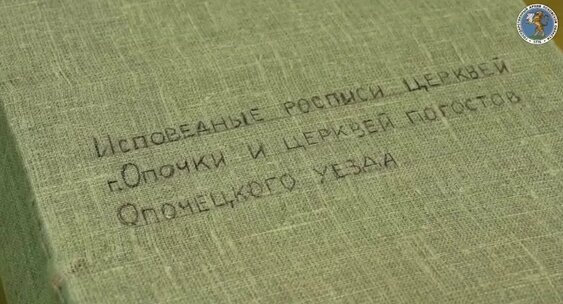 Исповедные росписи церквей
г. Опочки и церквей погостов
Опочецкого уезда